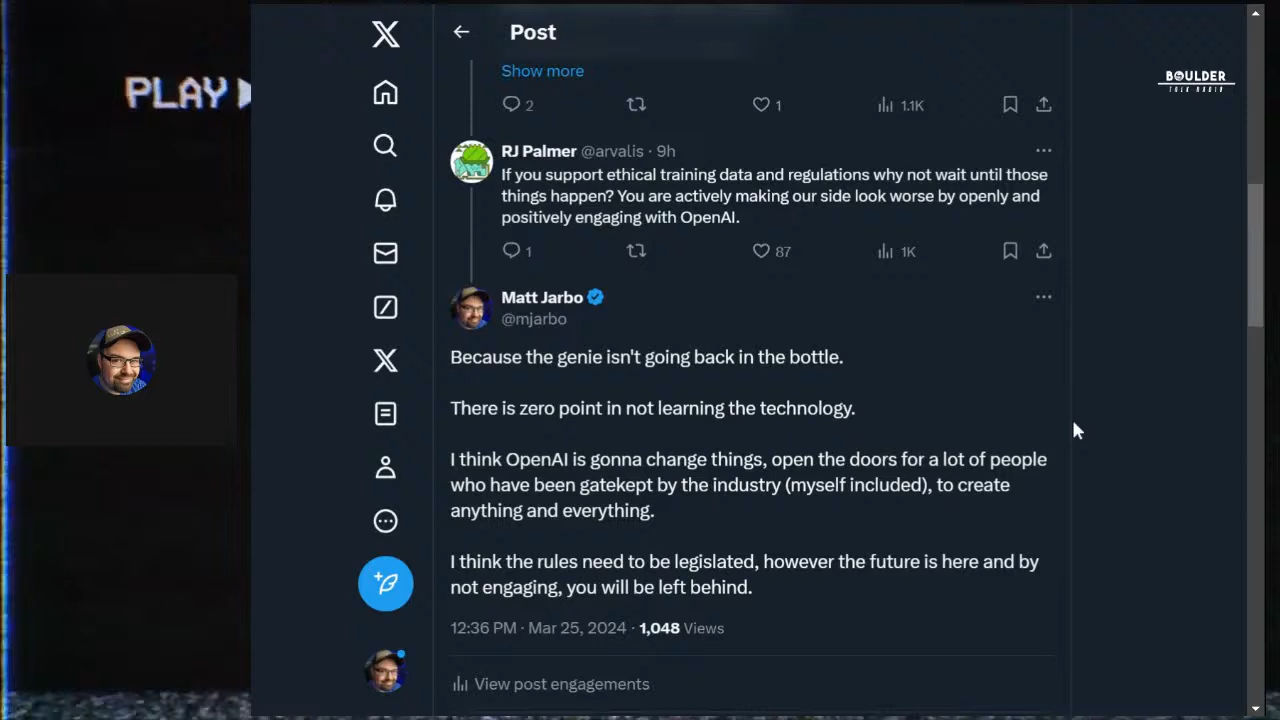 PLAY
Post
BOULDER
TALK RADIO
Show more
2
1
1.1K
RJ Palmer @arvalis · 9h
If you support ethical training data and regulations why not wait until those
things happen? You are actively making our side look worse by openly and
positively engaging with OpenAI.
1
87
1K
Matt Jarbo
@mjarbo
Because the genie isn't going back in the bottle.
There is zero point in not learning the technology.
I think OpenAI is gonna change things, open the doors for a lot of people
who have been gatekept by the industry (myself included), to create
anything and everything.
I think the rules need to be legislated, however the future is here and by
not engaging, you will be left behind.
12:36 PM · Mar 25, 2024 · 1,048 Views
View post engagements